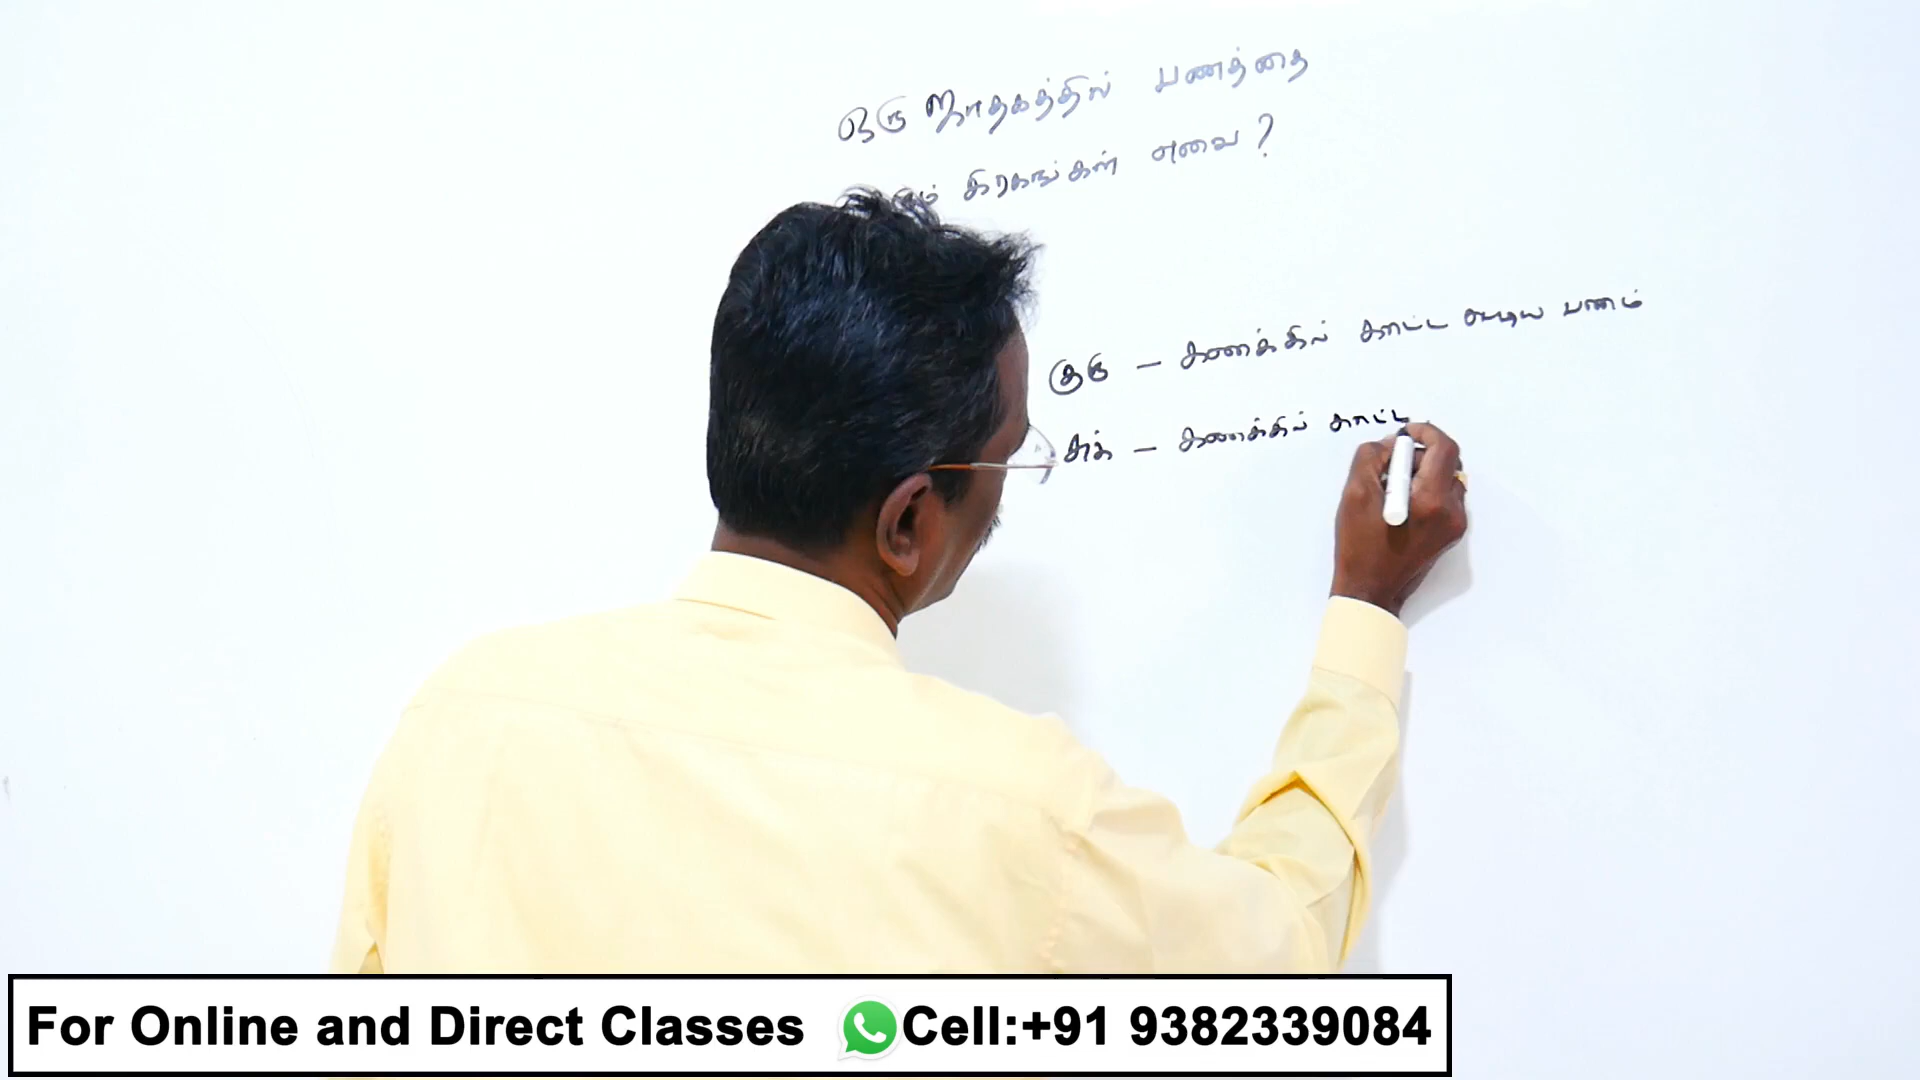 ஒரு ஜாதகத்தில் பணத்தை
கிரகங்கள் எவை?
குரு – கணக்கில் காட்ட கூடிய பணம்
சுக் – கணக்கில் காட்ட
For Online and Direct Classes Cell:+91 9382339084